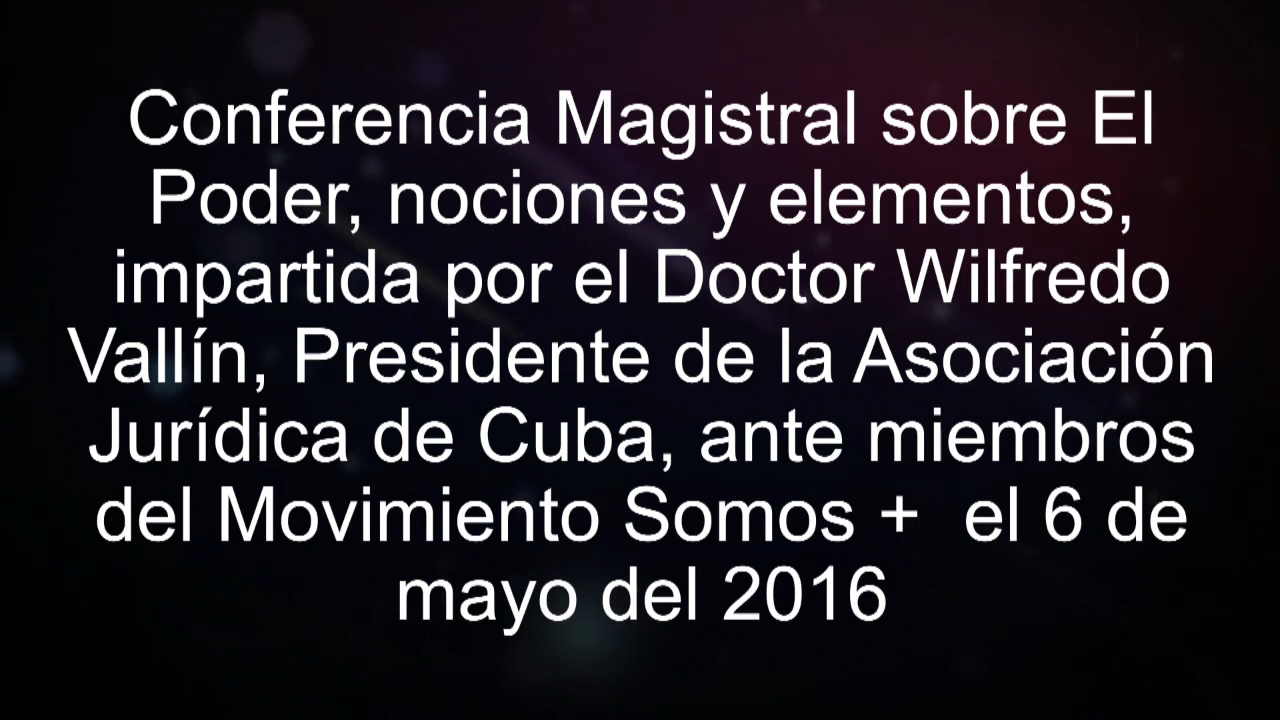 Conferencia Magistral sobre El
Poder, nociones y elementos,
impartida por el Doctor Wilfredo
Vallín, Presidente de la Asociación
Jurídica de Cuba, ante miembros
del Movimiento Somos +  el 6 de
mayo del 2016